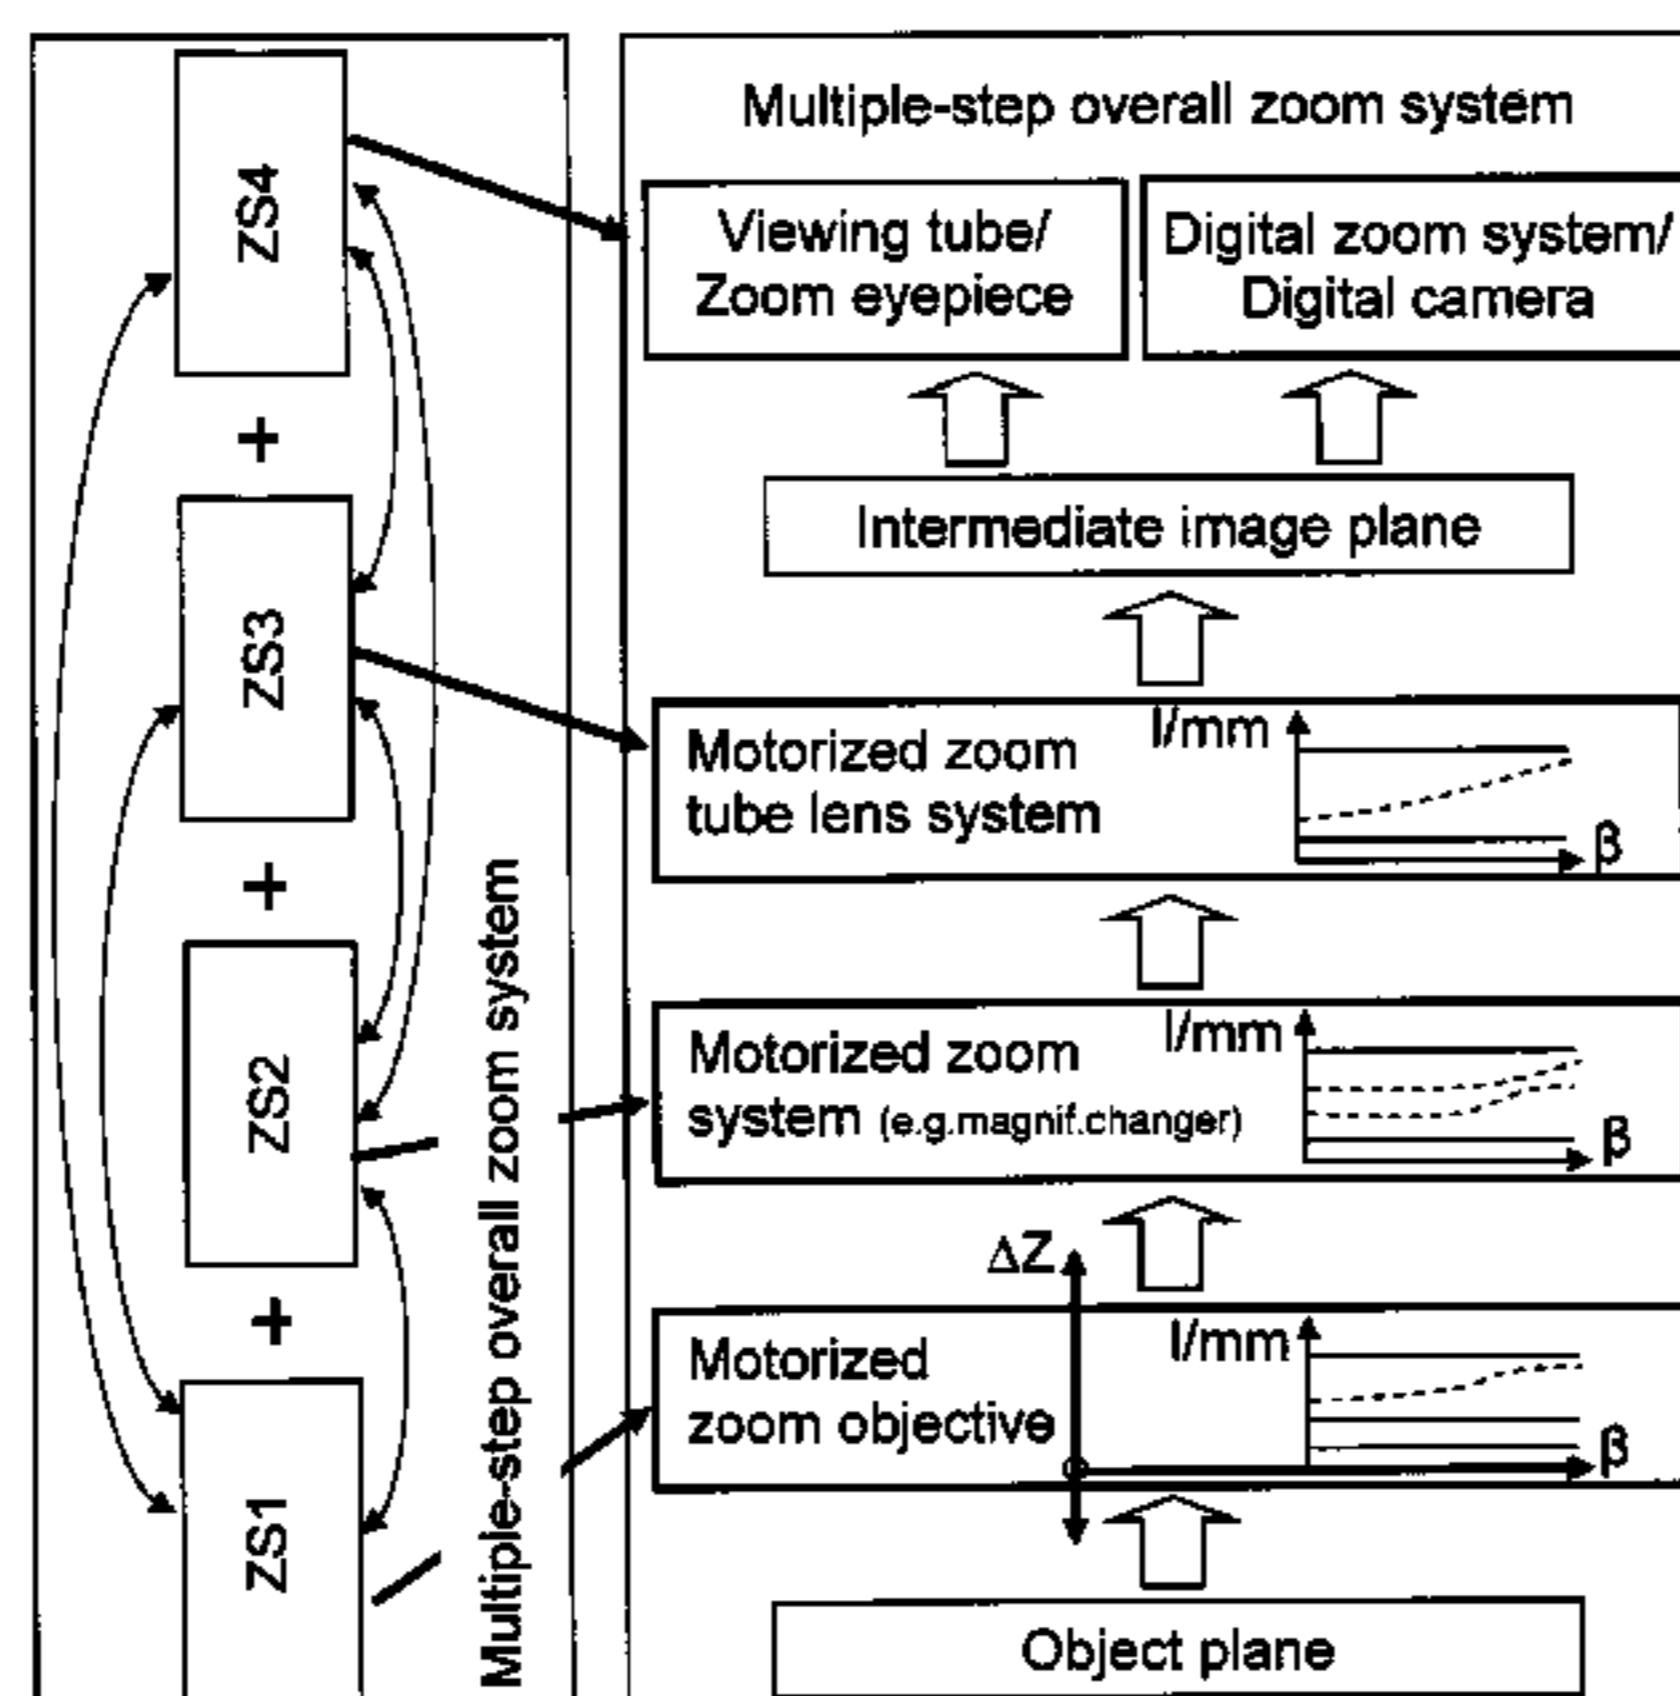 ZS4
+
ZS3
+
ZS2
+
ZS1
Multiple-step overall zoom system
Multiple-step overall zoom system
Viewing tube/
Zoom eyepiece
Digital zoom system/
Digital camera
Intermediate image plane
Motorized zoom
tube lens system
l/mm
β
Motorized zoom
system (e.g.magnif.changer)
l/mm
β
ΔZ
Motorized
zoom objective
l/mm
β
Object plane